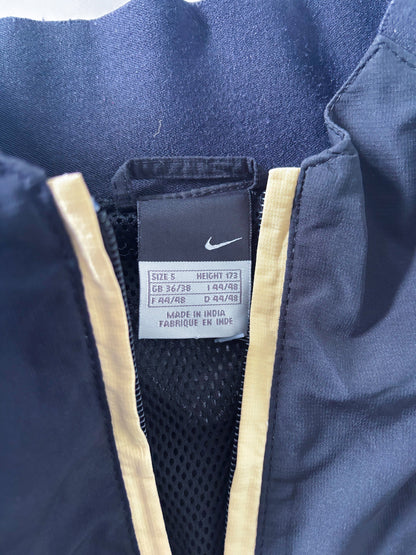 SIZE S HEIGHT 173
GB 36/38 I 44/48
F 44/48 D 44/48
MADE IN INDIA
FABRIQUE EN INDE